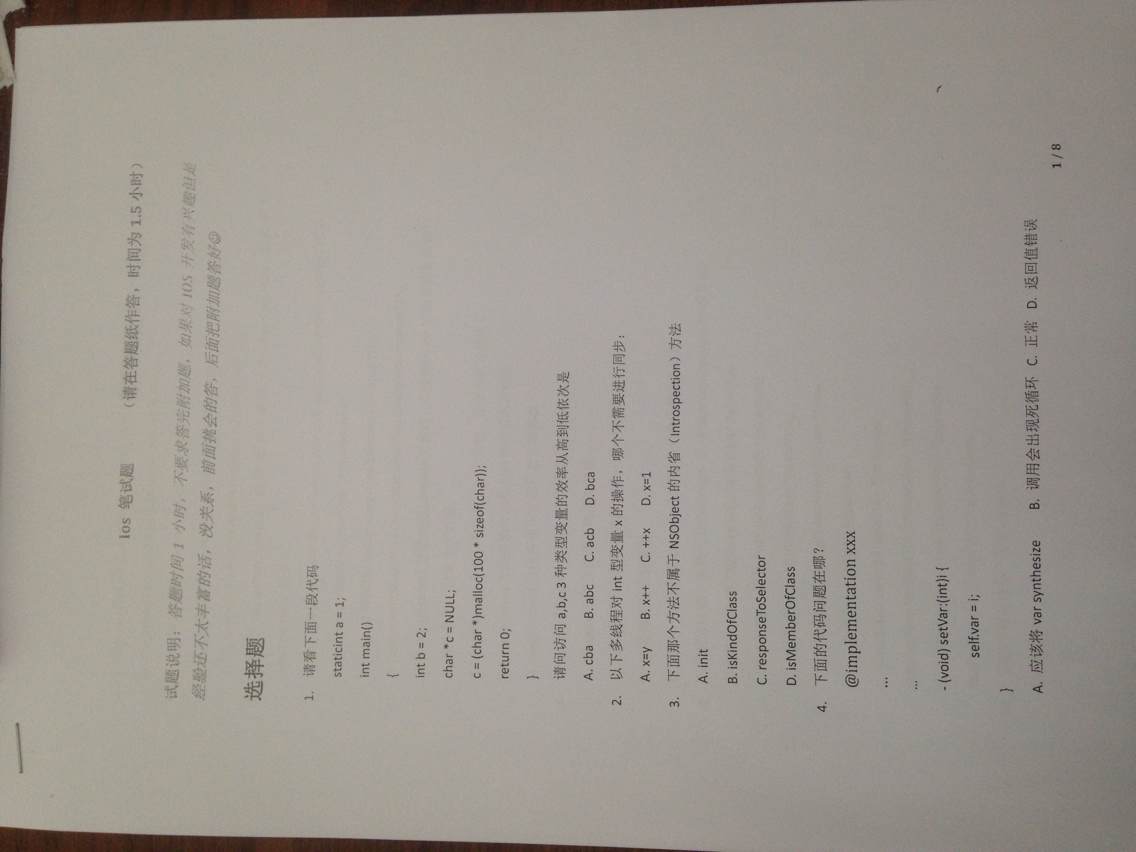 Ios 笔试题 （请在答题纸作答，时间为 1.5 小时）
试题说明：答题时间 1 小时，不要求答完附加题，如果对 IOS 开发有兴趣但是
经验还不太丰富的话，没关系，前面挑会的答，后面把附加题答好☺
选择题
1. 请看下面一段代码
staticint a = 1;
int main()
{
int b = 2;
char *c = NULL;
c = (char *)malloc(100 * sizeof(char));
return 0;
}
请问访问 a,b,c 3 种类型变量的效率从高到低依次是
A. cba B. abc C. acb D. bca
2. 以下多线程对 int 型变量 x 的操作，哪个不需要进行同步：
A. x=y B. x++ C. ++x D. x=1
3. 下面那个方法不属于 NSObject 的内省（Introspection）方法
A. init
B. isKindOfClass
C. responseToSelector
D. isMemberOfClass
4. 下面的代码问题在哪？
@implementation xxx
...
...
- (void) setVar:(int)i {
self.var = i;
}
A. 应该将 var synthesize B. 调用会出现死循环 C. 正常 D. 返回值错误
1 / 8